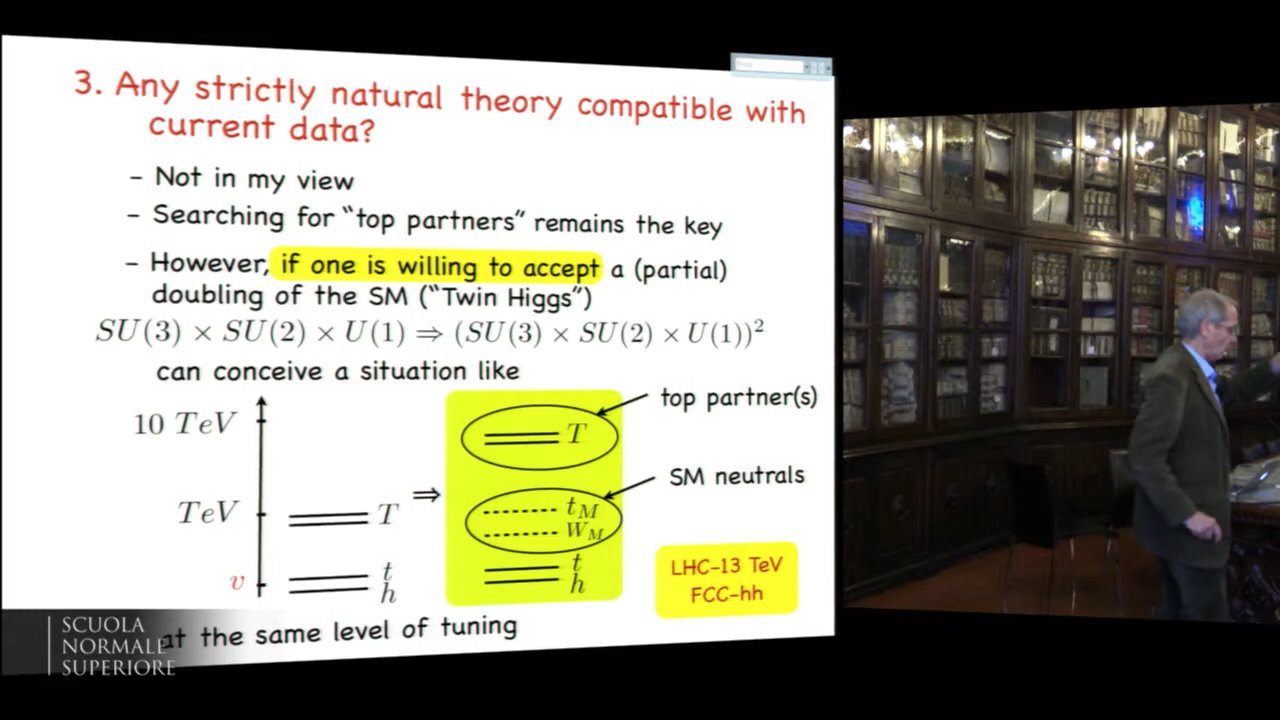 3. Any strictly natural theory compatible with
current data?
– Not in my view
– Searching for “top partners” remains the key
– However, if one is willing to accept a (partial)
doubling of the SM (“Twin Higgs”)
SU(3) × SU(2) × U(1) ⇒ (SU(3) × SU(2) × U(1))²
can conceive a situation like
10 TeV
TeV
v
T
t
h
⇒
T
t_M
W_M
t
h
top partner(s)
SM neutrals
LHC-13 TeV
FCC-hh
at the same level of tuning
SCUOLA
NORMALE
SUPERIORE